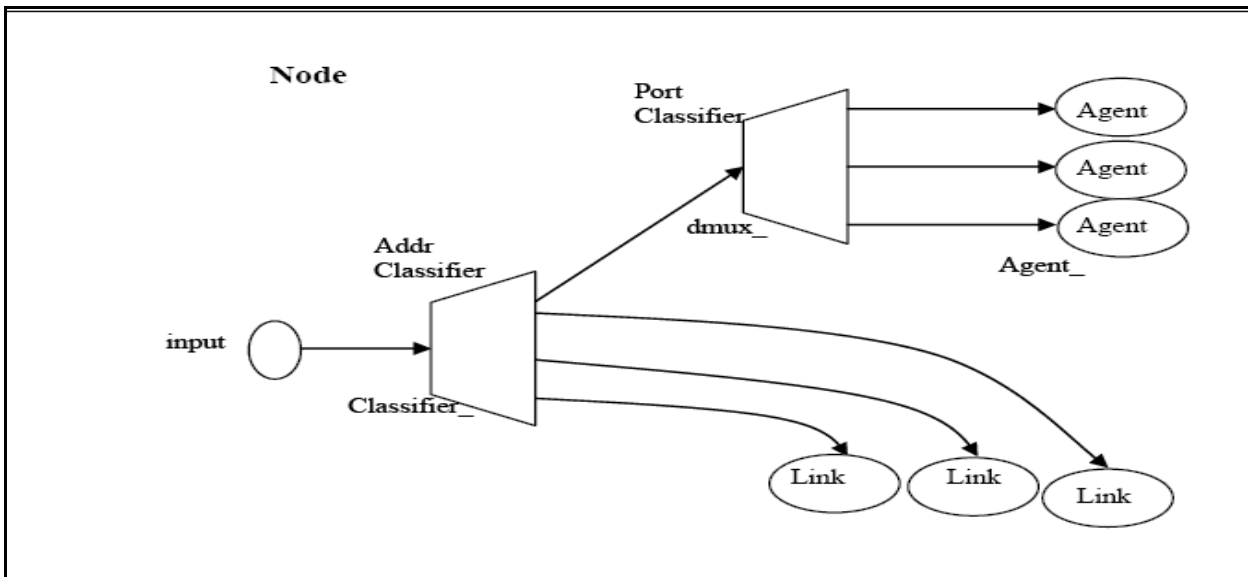 Node
Port
Classifier
Agent
Agent
Agent
dmux_
Agent_
Addr
Classifier
input
Classifier_
Link
Link
Link